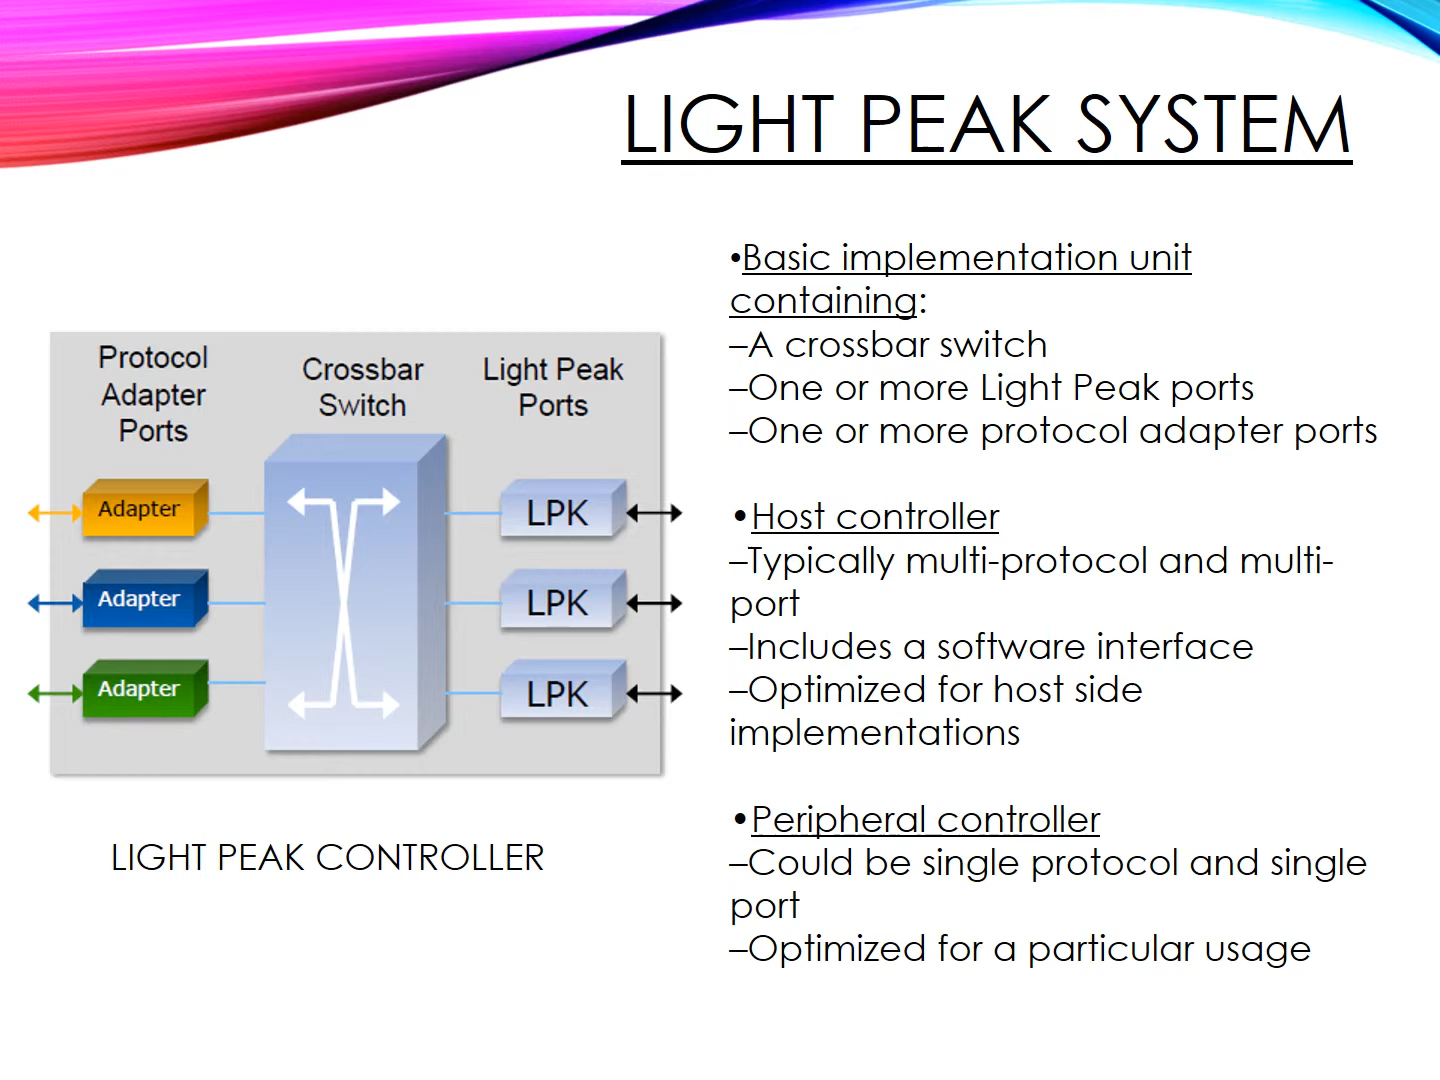 LIGHT PEAK SYSTEM
Protocol
Adapter
Ports
Crossbar
Switch
Light Peak
Ports
Adapter
Adapter
Adapter
LPK
LPK
LPK
LIGHT PEAK CONTROLLER
•Basic implementation unit
containing:
–A crossbar switch
–One or more Light Peak ports
–One or more protocol adapter ports
•Host controller
–Typically multi-protocol and multi-
port
–Includes a software interface
–Optimized for host side
implementations
•Peripheral controller
–Could be single protocol and single
port
–Optimized for a particular usage